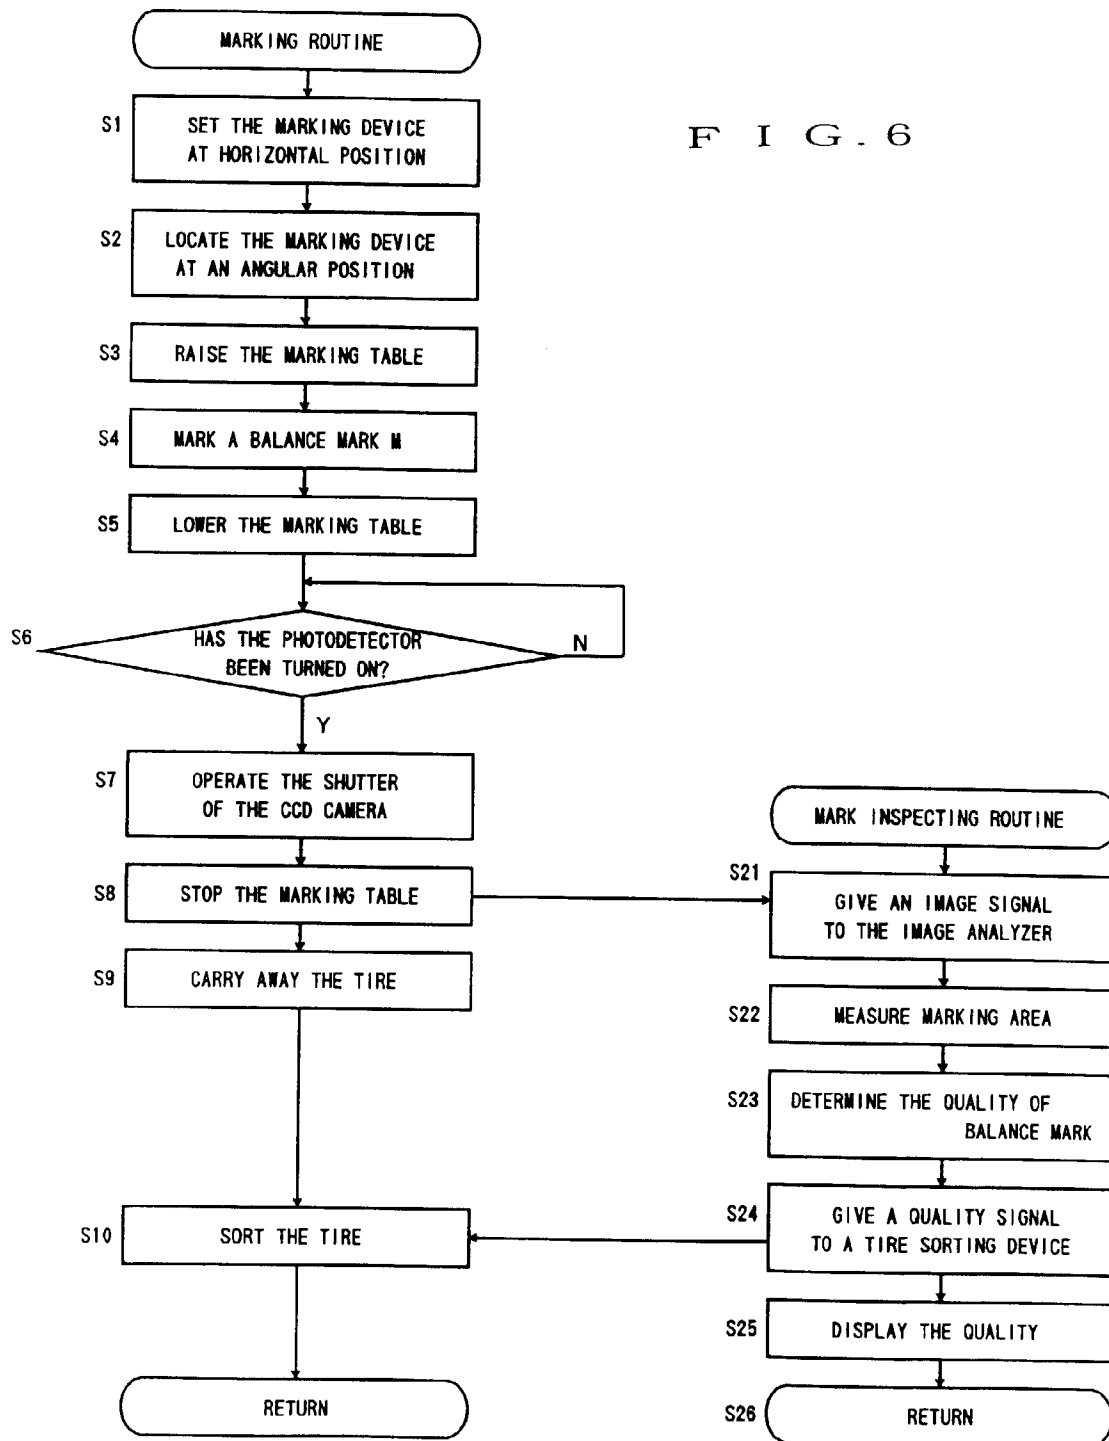 MARKING ROUTINE
F I G . 6
S1
SET THE MARKING DEVICE
AT HORIZONTAL POSITION
S2
LOCATE THE MARKING DEVICE
AT AN ANGULAR POSITION
S3
RAISE THE MARKING TABLE
S4
MARK A BALANCE MARK M
S5
LOWER THE MARKING TABLE
S6
HAS THE PHOTODETECTOR
BEEN TURNED ON?
N
Y
S7
OPERATE THE SHUTTER
OF THE CCD CAMERA
S8
STOP THE MARKING TABLE
S9
CARRY AWAY THE TIRE
S10
SORT THE TIRE
RETURN
MARK INSPECTING ROUTINE
S21
GIVE AN IMAGE SIGNAL
TO THE IMAGE ANALYZER
S22
MEASURE MARKING AREA
S23
DETERMINE THE QUALITY OF
BALANCE MARK
S24
GIVE A QUALITY SIGNAL
TO A TIRE SORTING DEVICE
S25
DISPLAY THE QUALITY
S26
RETURN